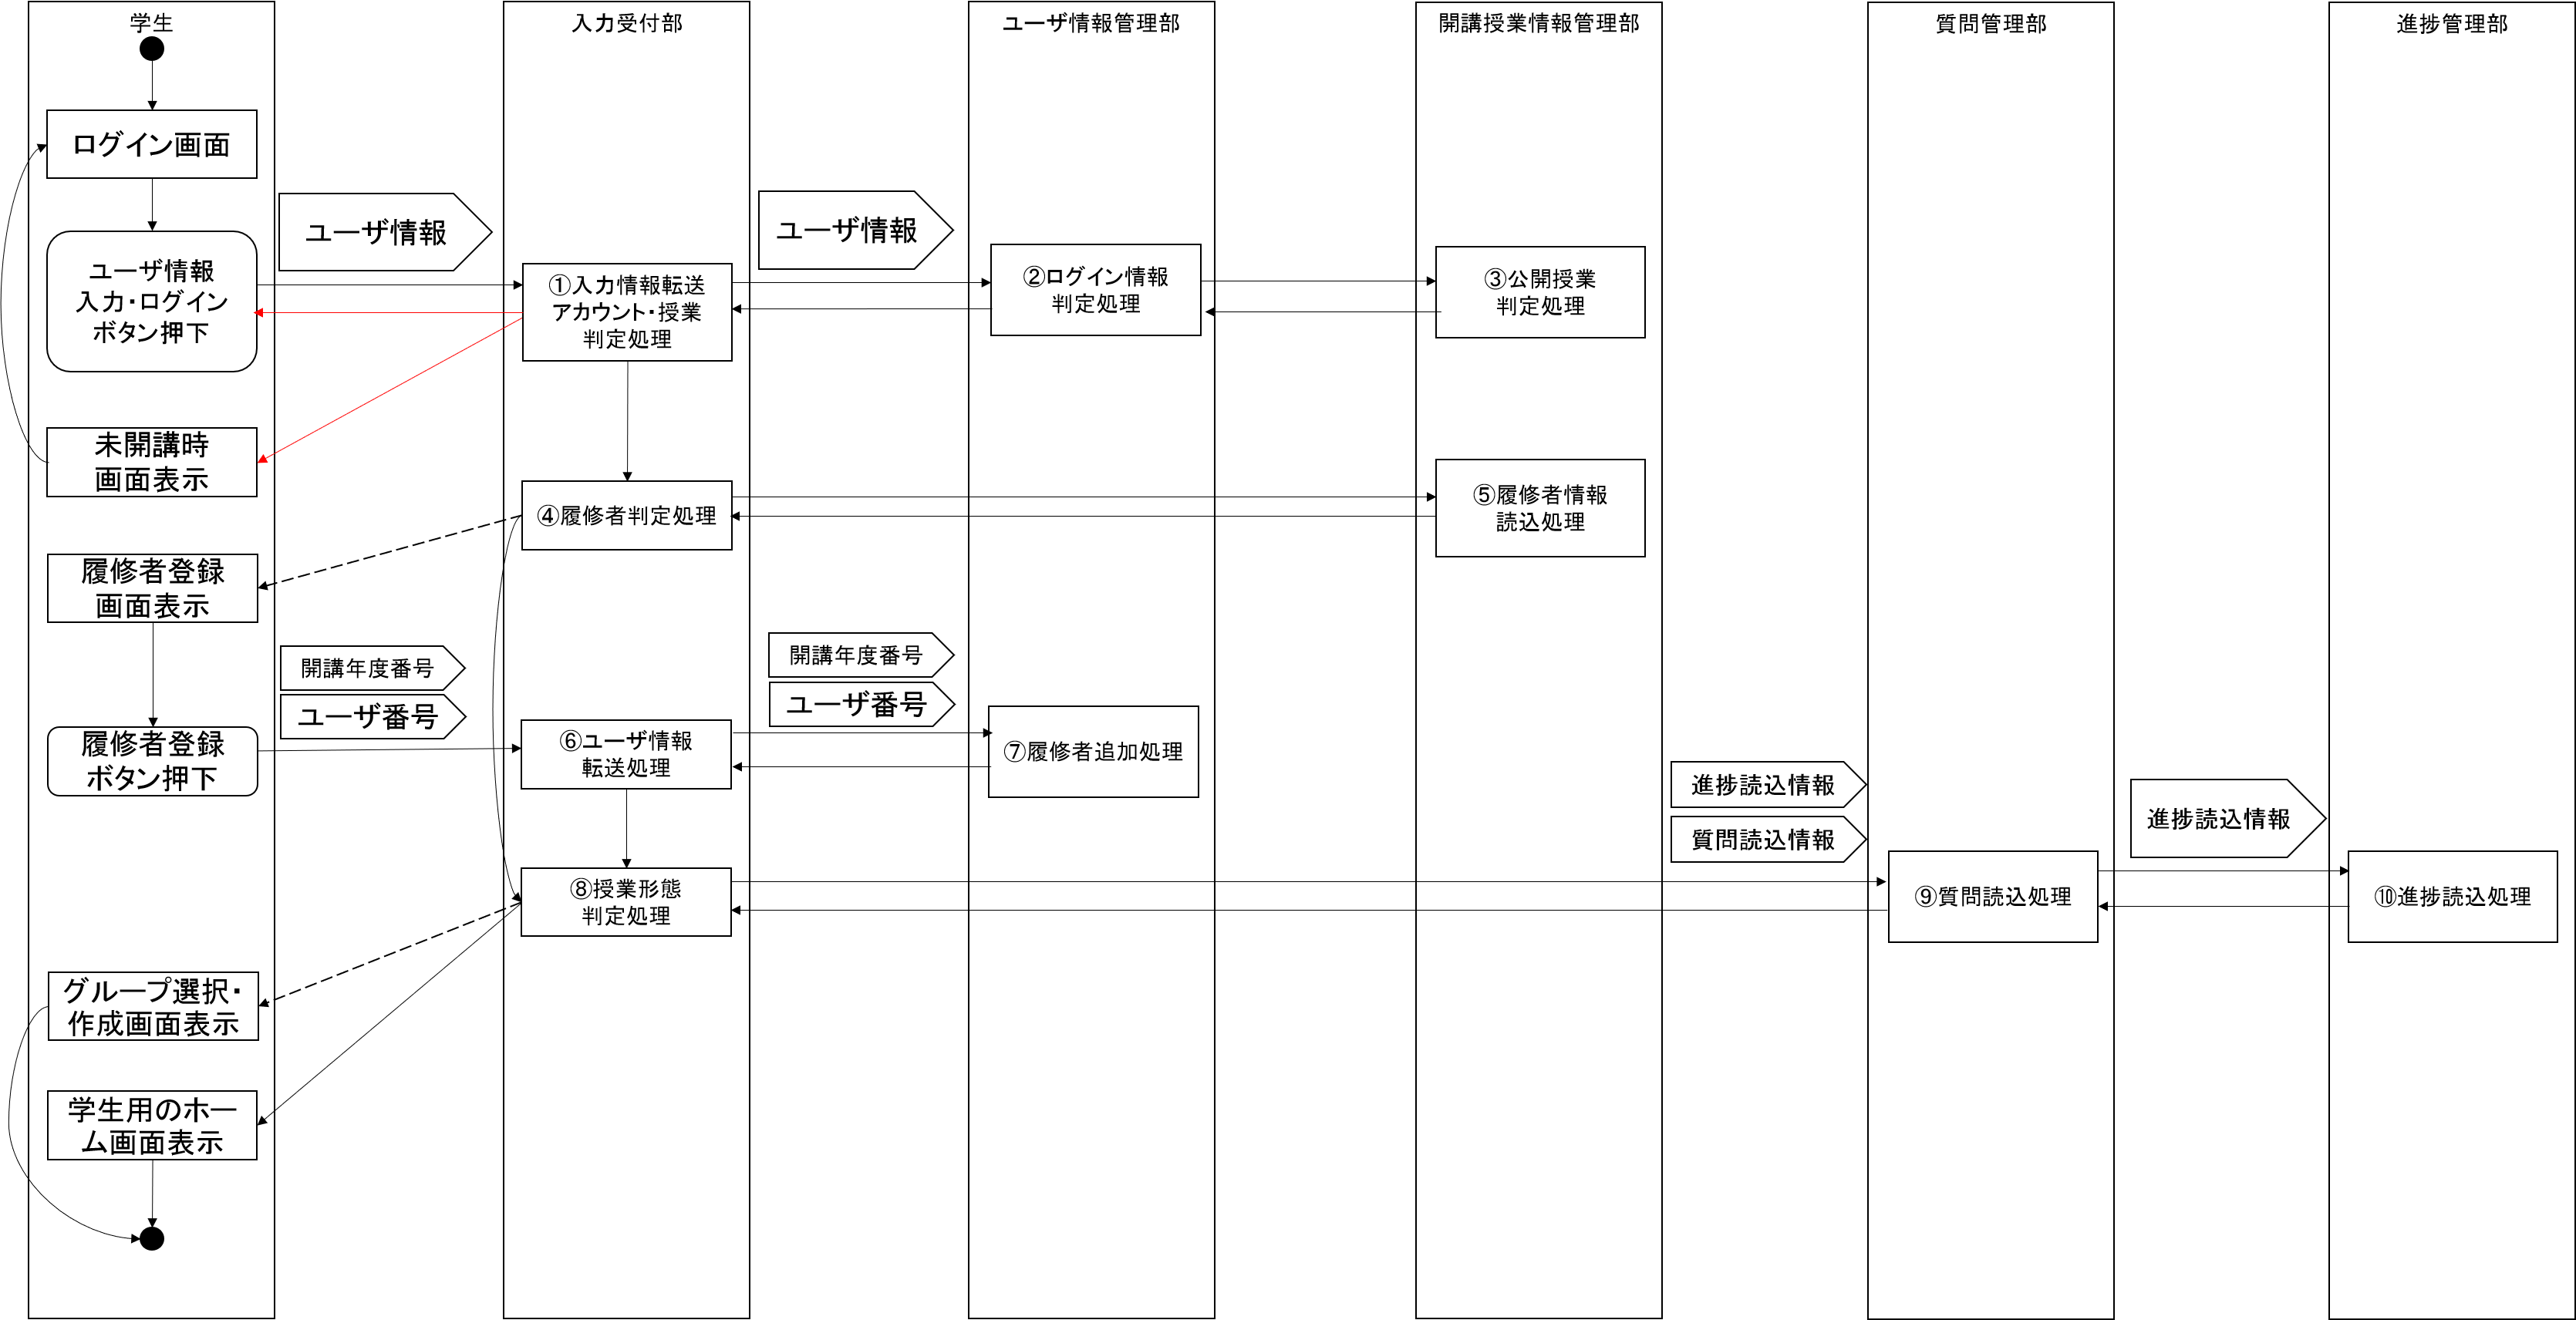 学生
入力受付部
ユーザ情報管理部
開講授業情報管理部
質問管理部
進捗管理部
ログイン画面
ユーザ情報
ユーザ情報
ユーザ情報
入力・ログイン
ボタン押下
①入力情報転送
アカウント・授業
判定処理
②ログイン情報
判定処理
③公開授業
判定処理
未開講時
画面表示
④履修者判定処理
⑤履修者情報
読込処理
履修者登録
画面表示
開講年度番号
ユーザ番号
開講年度番号
ユーザ番号
履修者登録
ボタン押下
⑥ユーザ情報
転送処理
⑦履修者追加処理
進捗読込情報
質問読込情報
進捗読込情報
⑧授業形態
判定処理
⑨質問読込処理
⑩進捗読込処理
グループ選択・
作成画面表示
学生用のホー
ム画面表示